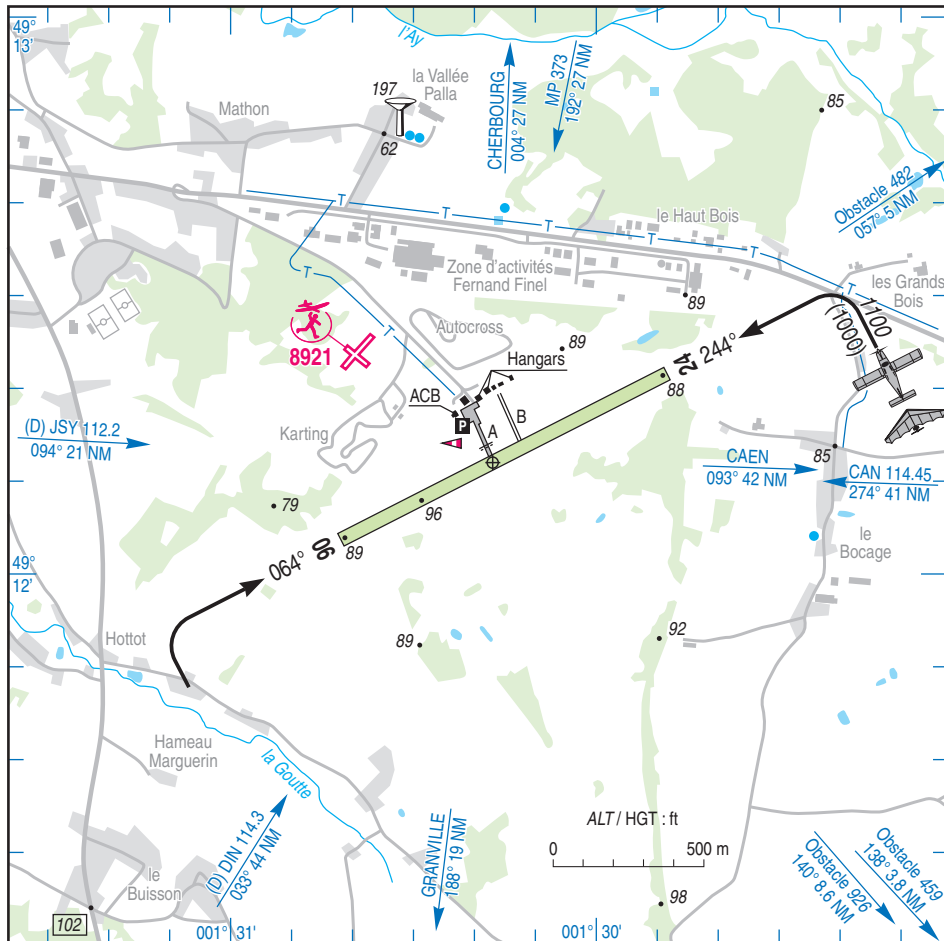 49°
13'
l'Ay
197
la Vallée
Palla
Mathon
62
CHERBOURG
004° 27 NM
MP 373
192° 27 NM
85
Obstacle 482
057° 5 NM
T
T
T
T
T
T
T
T
le Haut Bois
Zone d'activités
Fernand Finel
89
les Grands
Bois
1100
(1000)
8921
Autocross
89
Hangars
24
244°
88
ACB
P
A
B
Karting
(D) JSY 112.2
094° 21 NM
CAEN
093° 42 NM
85
CAN 114.45
274° 41 NM
79
96
89
06
064°
le
Bocage
49°
12'
Hottot
89
92
Hameau
Marguerin
la Goutte
(D) DIN 114.3
033° 44 NM
GRANVILLE
188° 19 NM
ALT / HGT : ft
0
500 m
Obstacle 459
138° 3.8 NM
Obstacle 926
140° 8.6 NM
le
Buisson
98
102
001° 31'
001° 30'